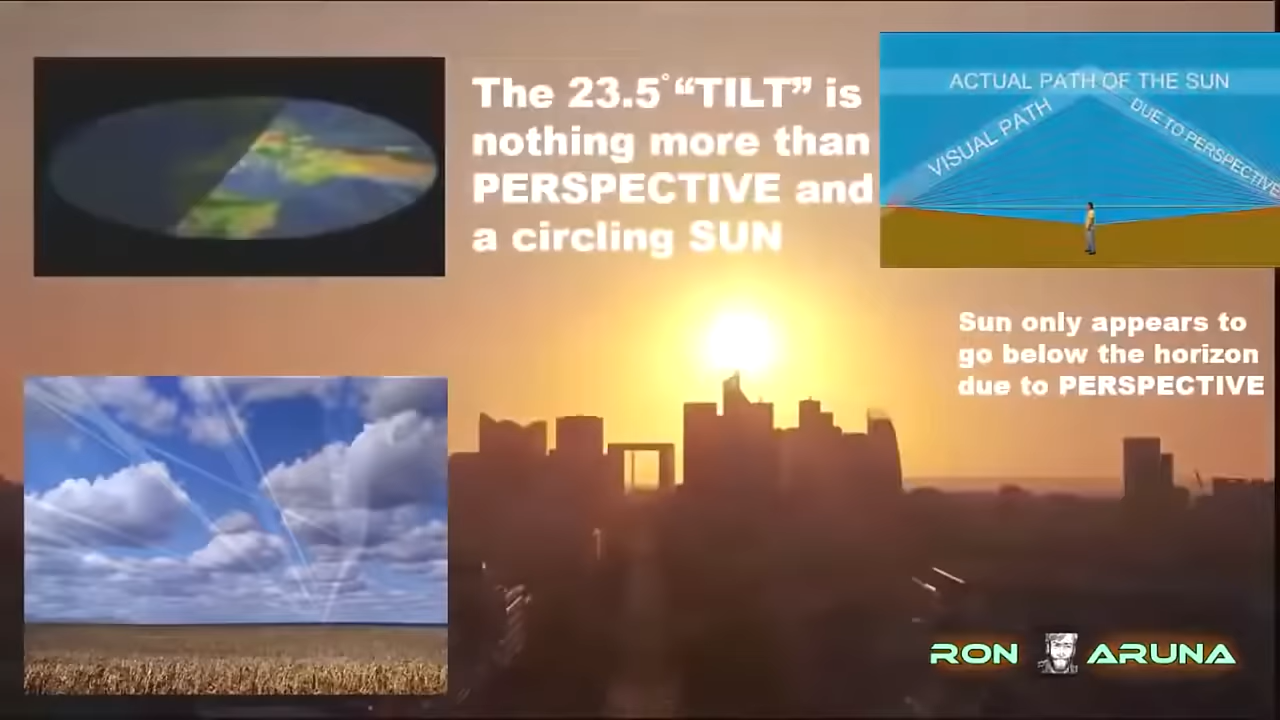 The 23.5° “TILT” is
nothing more than
PERSPECTIVE and
a circling SUN
ACTUAL PATH OF THE SUN
VISUAL PATH
DUE TO PERSPECTIVE
Sun only appears to
go below the horizon
due to PERSPECTIVE
RON ARUNA